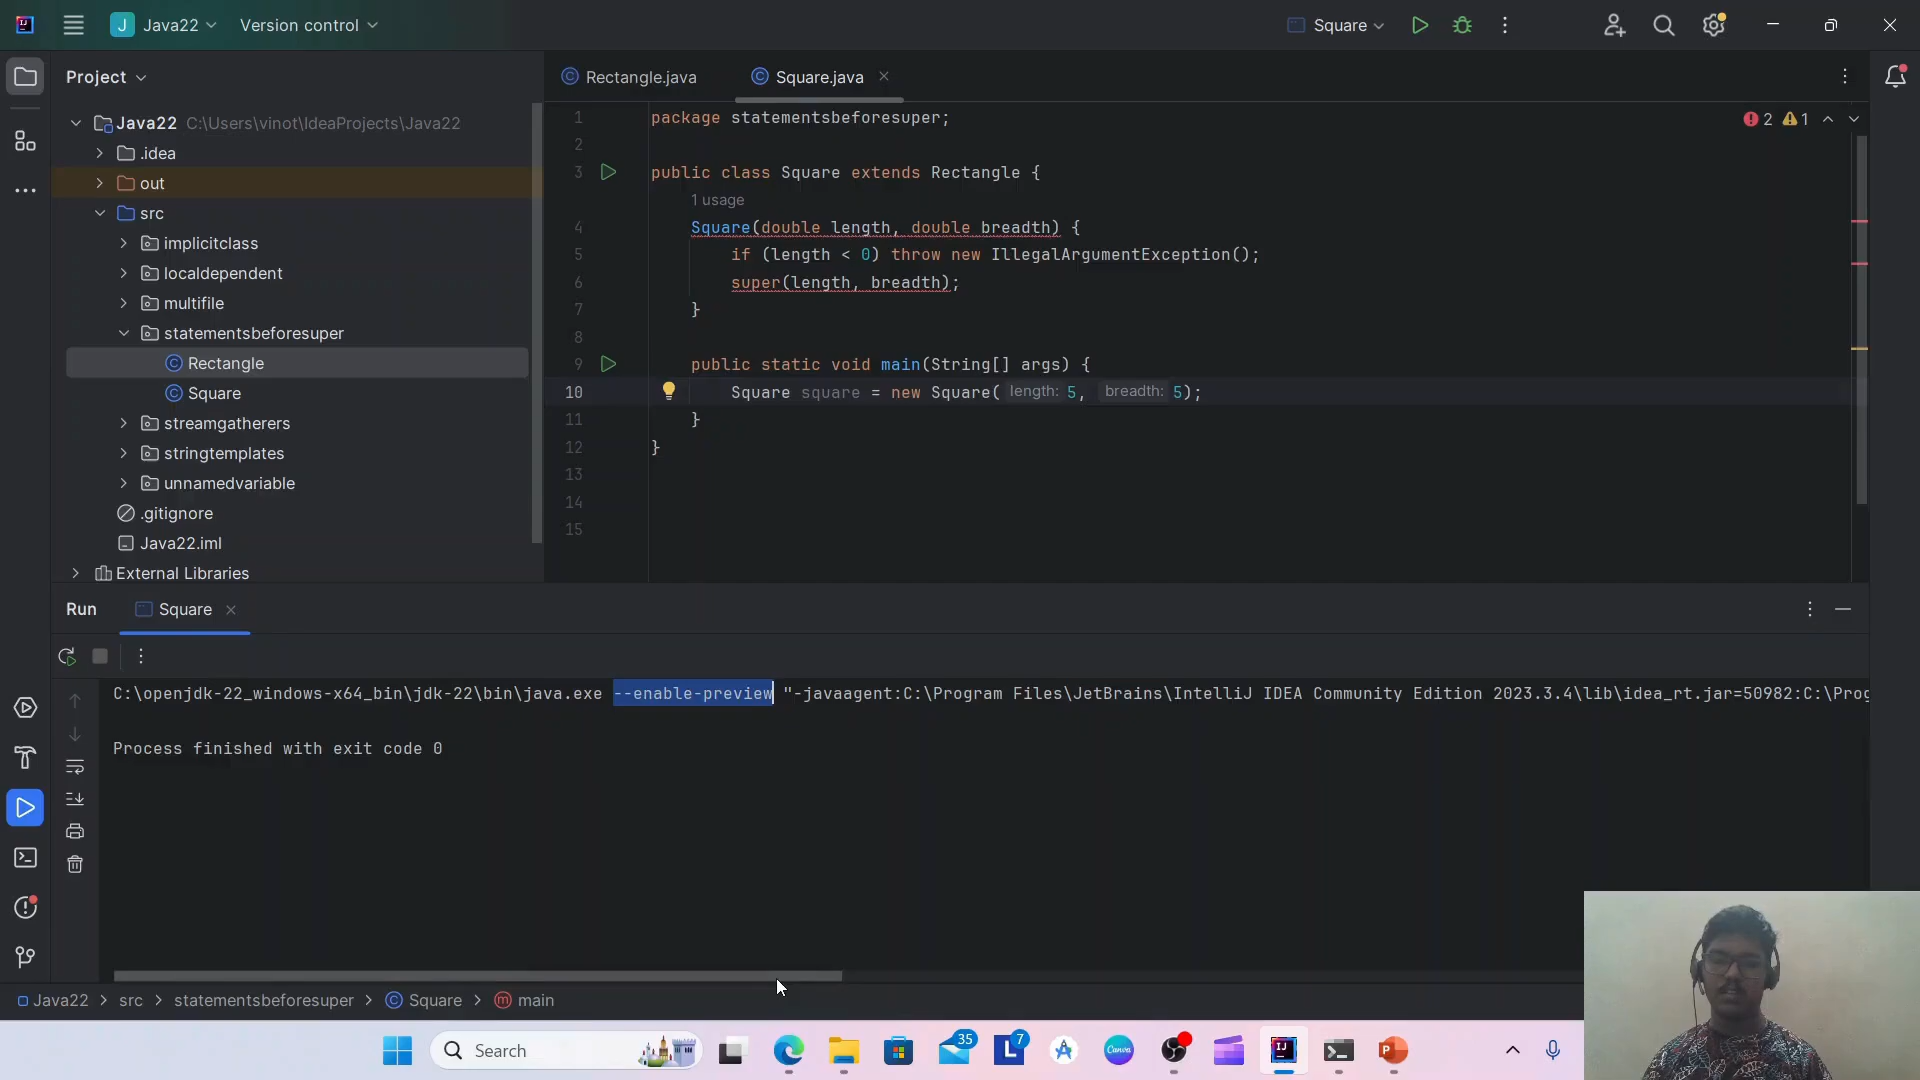 J Java22
Version control
Square
Project
Java22 C:\Users\vinot\IdeaProjects\Java22
.idea
out
src
implicitclass
localdependent
multifile
statementsbeforesuper
Rectangle
Square
streamgatherers
stringtemplates
unnamedvariable
.gitignore
Java22.iml
External Libraries
Rectangle.java
Square.java
2 1
1 package statementsbeforesuper;
2
3 public class Square extends Rectangle {
1 usage
4 Square(double length, double breadth) {
5 if (length < 0) throw new IllegalArgumentException();
6 super(length, breadth);
7 }
8
9 public static void main(String[] args) {
10 Square square = new Square( length: 5, breadth: 5);
11 }
12 }
13
14
15
Run Square
C:\openjdk-22_windows-x64_bin\jdk-22\bin\java.exe --enable-preview "-javaagent:C:\Program Files\JetBrains\IntelliJ IDEA Community Edition 2023.3.4\lib\idea_rt.jar=50982:C:\Prog
Process finished with exit code 0
Java22 > src > statementsbeforesuper > Square > main
Search
35
L 7
Canva
IJ
P